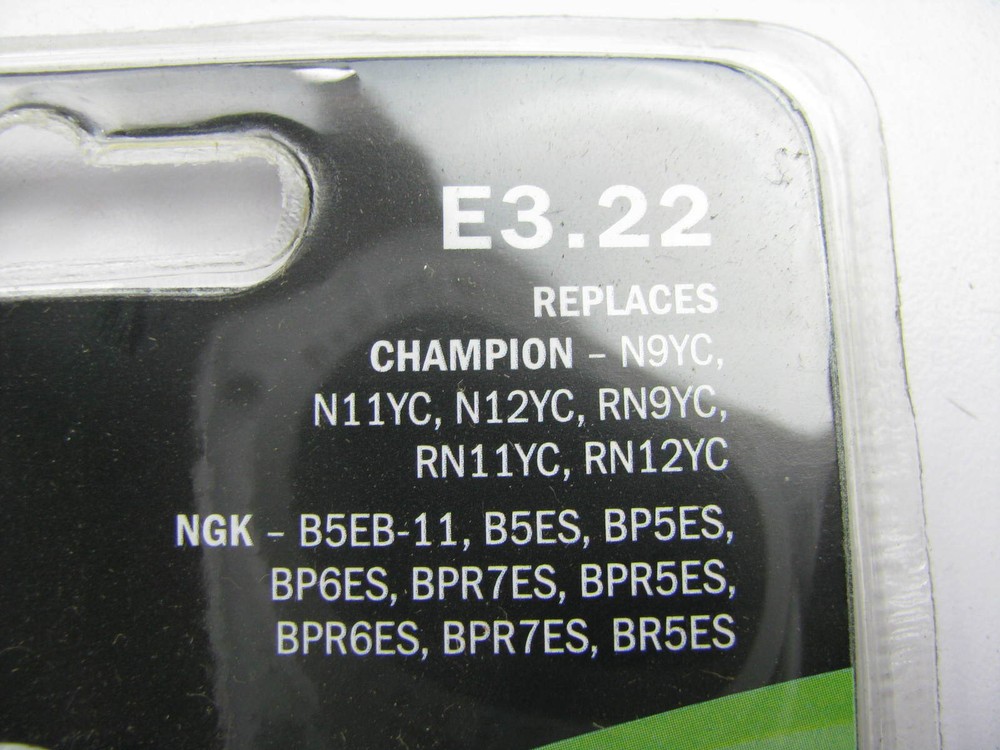 E3.22
REPLACES
CHAMPION – N9YC,
N11YC, N12YC, RN9YC,
RN11YC, RN12YC
NGK – B5EB-11, B5ES, BP5ES,
BP6ES, BPR7ES, BPR5ES,
BPR6ES, BPR7ES, BR5ES